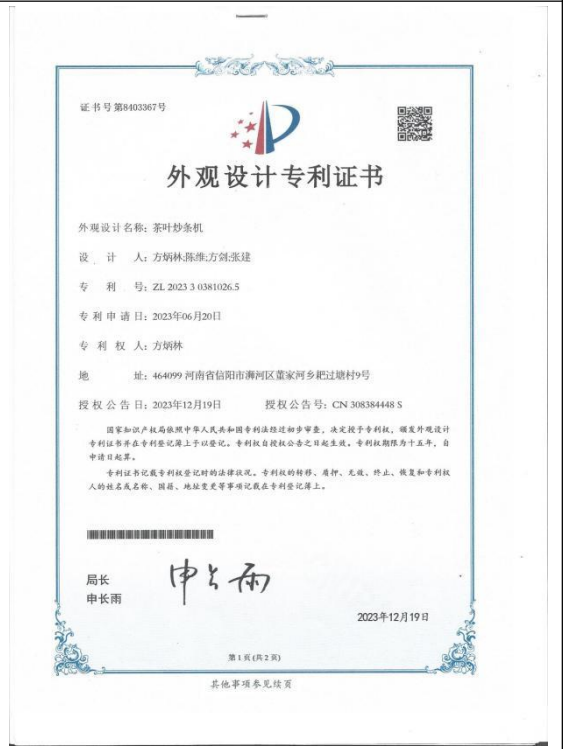 证书号第8403367号
外观设计专利证书
外观设计名称：茶叶炒条机
设 计 人：方炳林;陈维;方剑;张建
专 利 号：ZL 2023 3 0381026.5
专利申请日：2023年06月20日
专 利 权 人：方炳林
地 址：464099 河南省信阳市浉河区董家河乡耙过塘村9号
授权公告日：2023年12月19日 授权公告号：CN 308384448 S
国家知识产权局依照中华人民共和国专利法经过初步审查，决定授予专利权，颁发外观设计
专利证书并在专利登记簿上予以登记。专利权自授权公告之日起生效。专利权期限为十五年，自
申请日起算。
专利证书记载专利权登记时的法律状况。专利权的转移、质押、无效、终止、恢复和专利权
人的姓名或名称、国籍、地址变更等事项记载在专利登记簿上。
局长
申长雨
申长雨
2023年12月19日
第 1 页 (共 2 页)
其他事项参见续页